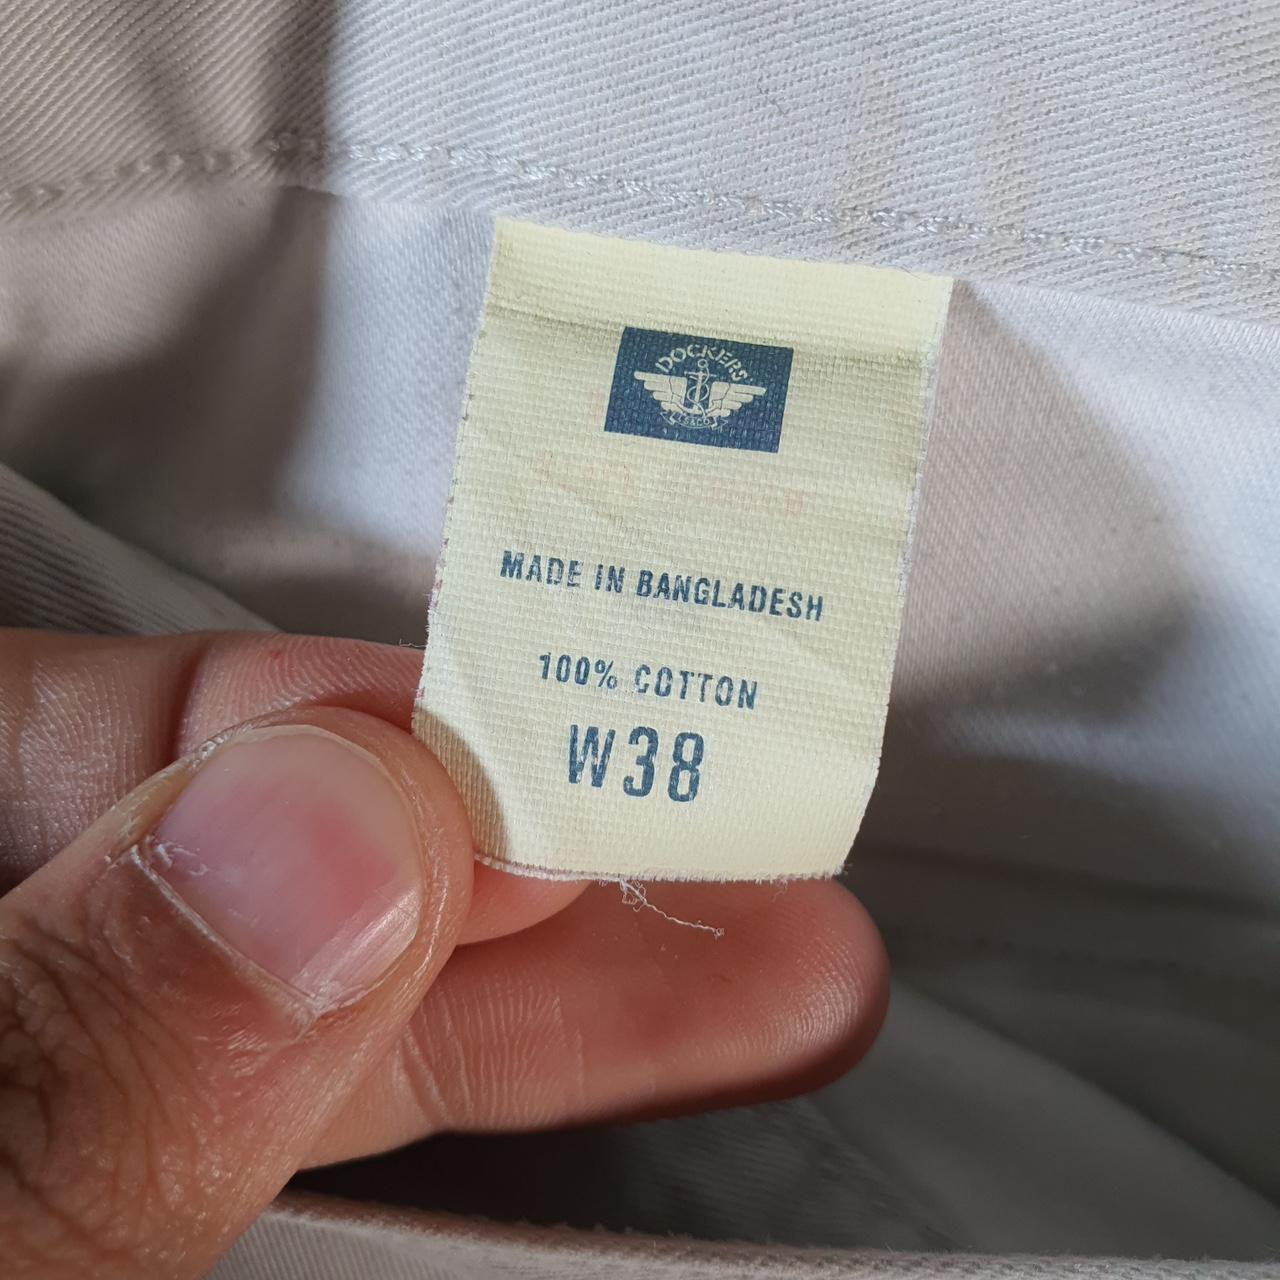 DOCKERS
LS&CO
MADE IN BANGLADESH
100% COTTON
W38